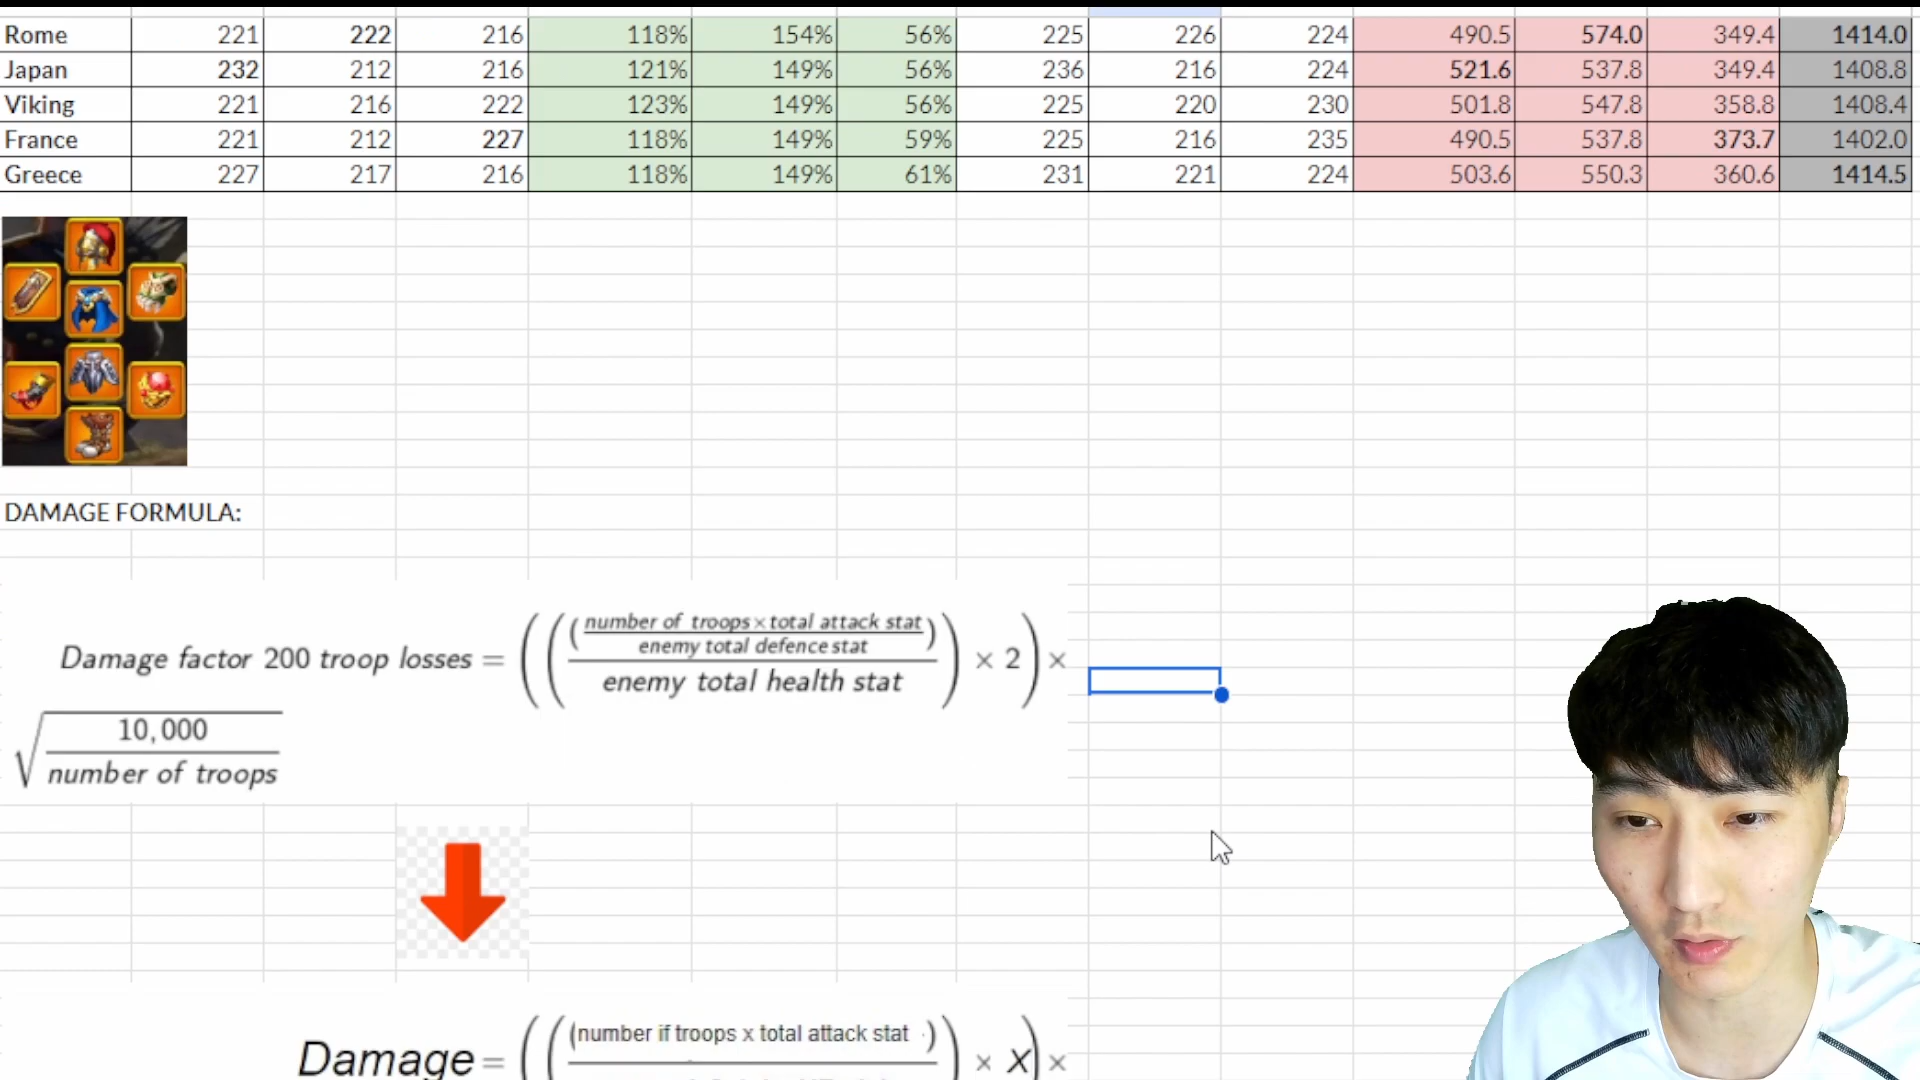 Rome 221 222 216 118% 154% 56% 225 226 224 490.5 574.0 349.4 1414.0
Japan 232 212 216 121% 149% 56% 236 216 224 521.6 537.8 349.4 1408.8
Viking 221 216 222 123% 149% 56% 225 220 230 501.8 547.8 358.8 1408.4
France 221 212 227 118% 149% 59% 225 216 235 490.5 537.8 373.7 1402.0
Greece 227 217 216 118% 149% 61% 231 221 224 503.6 550.3 360.6 1414.5
DAMAGE FORMULA:
(number of troops × total attack stat
enemy total defence stat)
Damage factor 200 troop losses = (( ) × 2) ×
enemy total health stat
√ 10,000
number of troops
(number if troops x total attack stat )
Damage = (( ) × X) ×